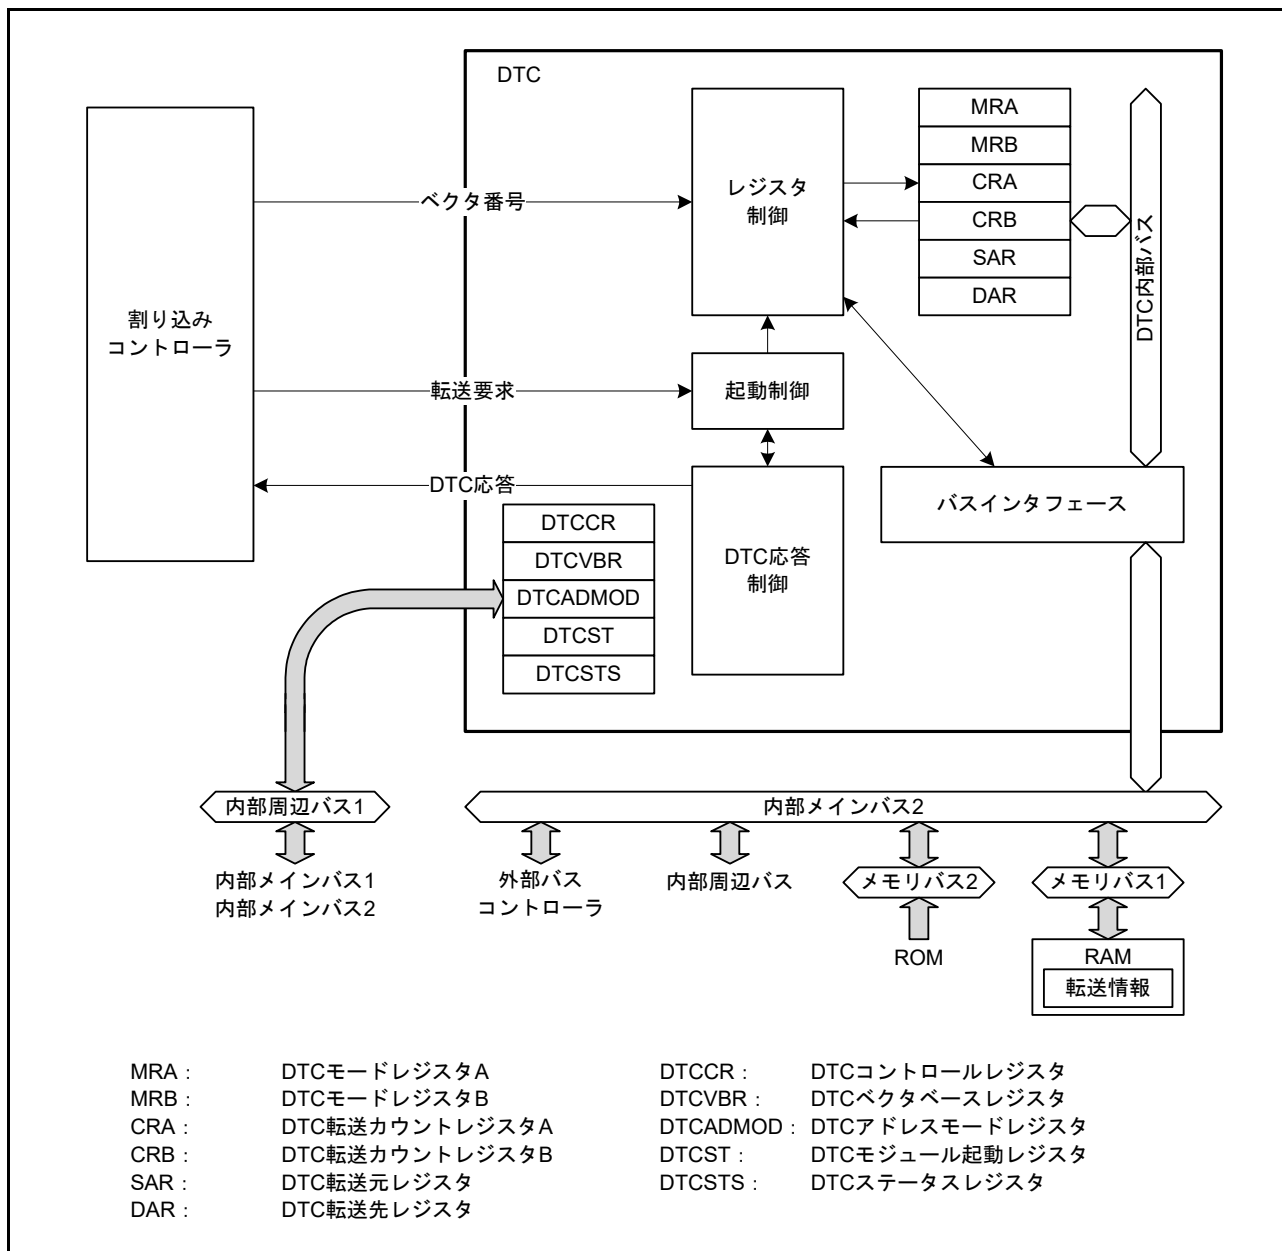 DTC
MRA
MRB
CRA
CRB
SAR
DAR
レジスタ
制御
ベクタ番号
DTC内部バス
割り込み
コントローラ
転送要求
起動制御
DTC応答
バスインタフェース
DTCCR
DTCVBR
DTCADMOD
DTCST
DTCSTS
DTC応答
制御
内部周辺バス1
内部メインバス2
内部メインバス1
内部メインバス2
外部バス
コントローラ
内部周辺バス
メモリバス2
メモリバス1
ROM
RAM
転送情報
MRA : DTCモードレジスタA
MRB : DTCモードレジスタB
CRA : DTC転送カウントレジスタA
CRB : DTC転送カウントレジスタB
SAR : DTC転送元レジスタ
DAR : DTC転送先レジスタ
DTCCR : DTCコントロールレジスタ
DTCVBR : DTCベクタベースレジスタ
DTCADMOD : DTCアドレスモードレジスタ
DTCST : DTCモジュール起動レジスタ
DTCSTS : DTCステータスレジスタ